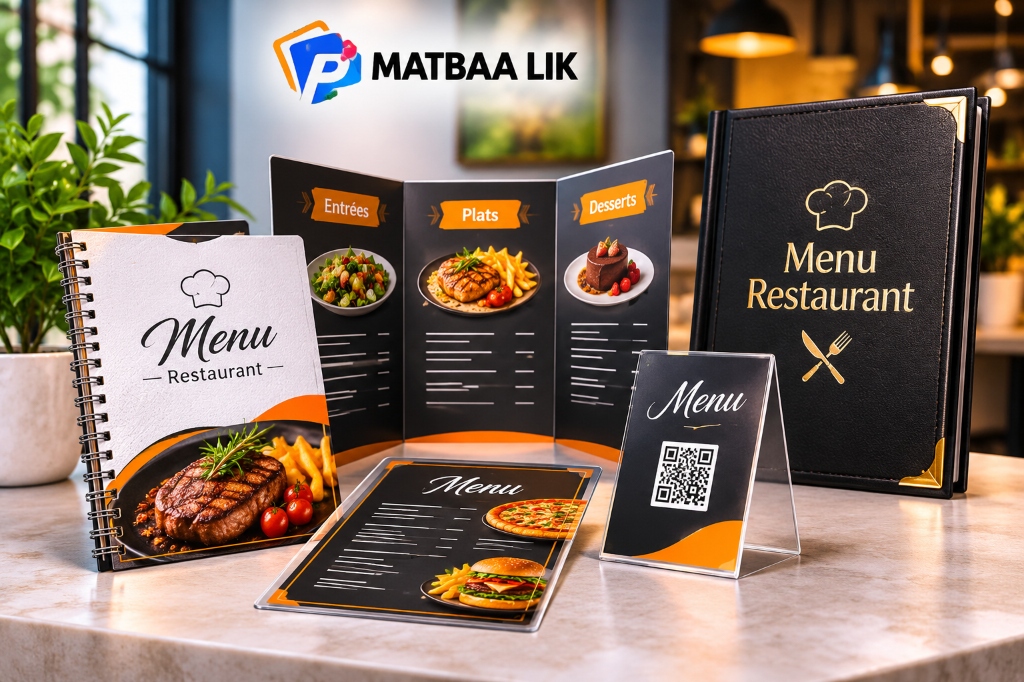 MATBAA LIK
Entrées
Plats
Desserts
Menu
Restaurant
Menu
Menu
Menu
Restaurant